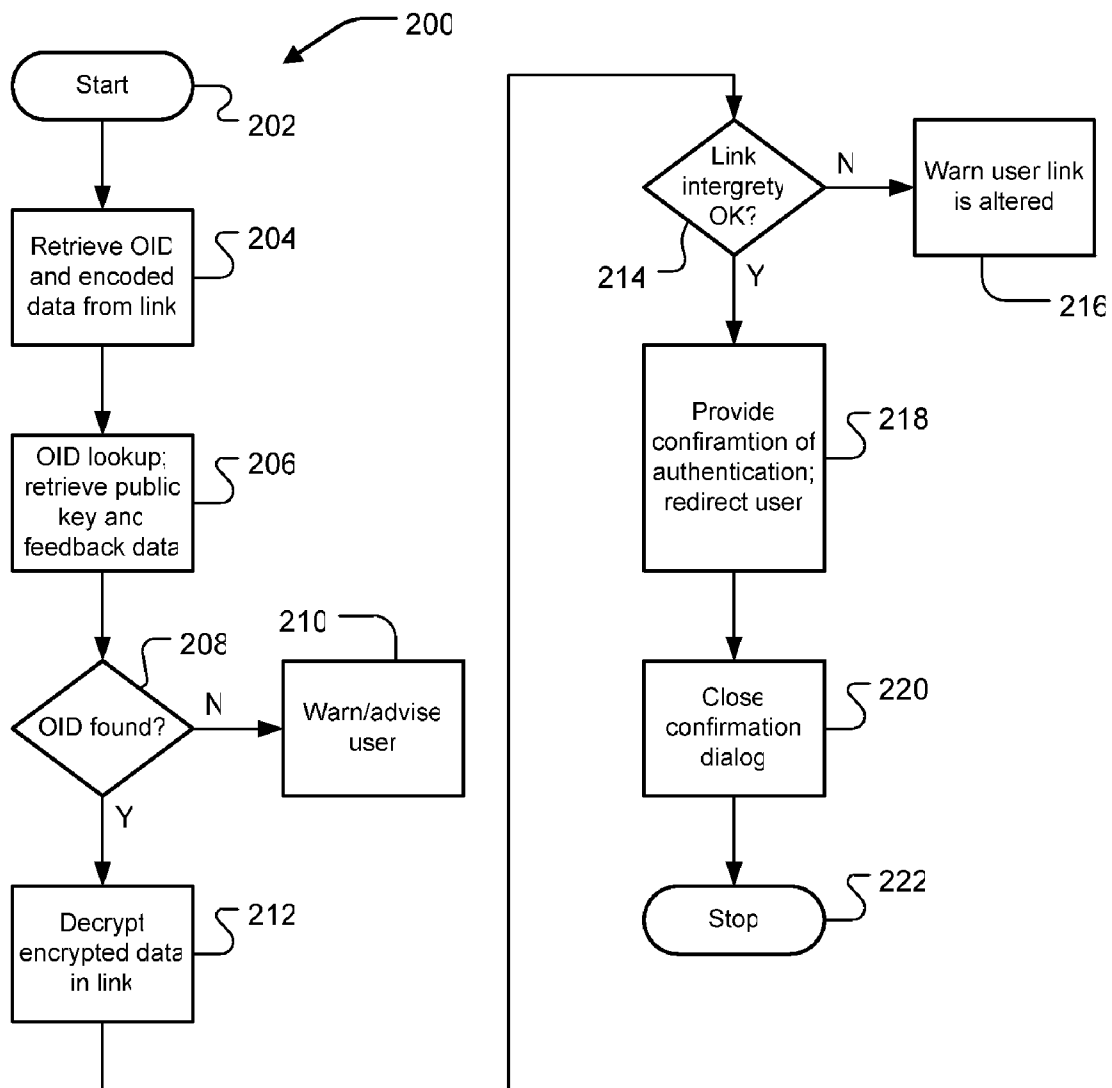 200
Start
202
Retrieve OID
and encoded
data from link
204
OID lookup;
retrieve public
key and
feedback data
206
208
OID found?
N
Y
210
Warn/advise
user
Decrypt
encrypted data
in link
212
Link
intergrety
OK?
N
Y
214
Warn user link
is altered
216
Provide
confiramtion of
authentication;
redirect user
218
Close
confirmation
dialog
220
Stop
222